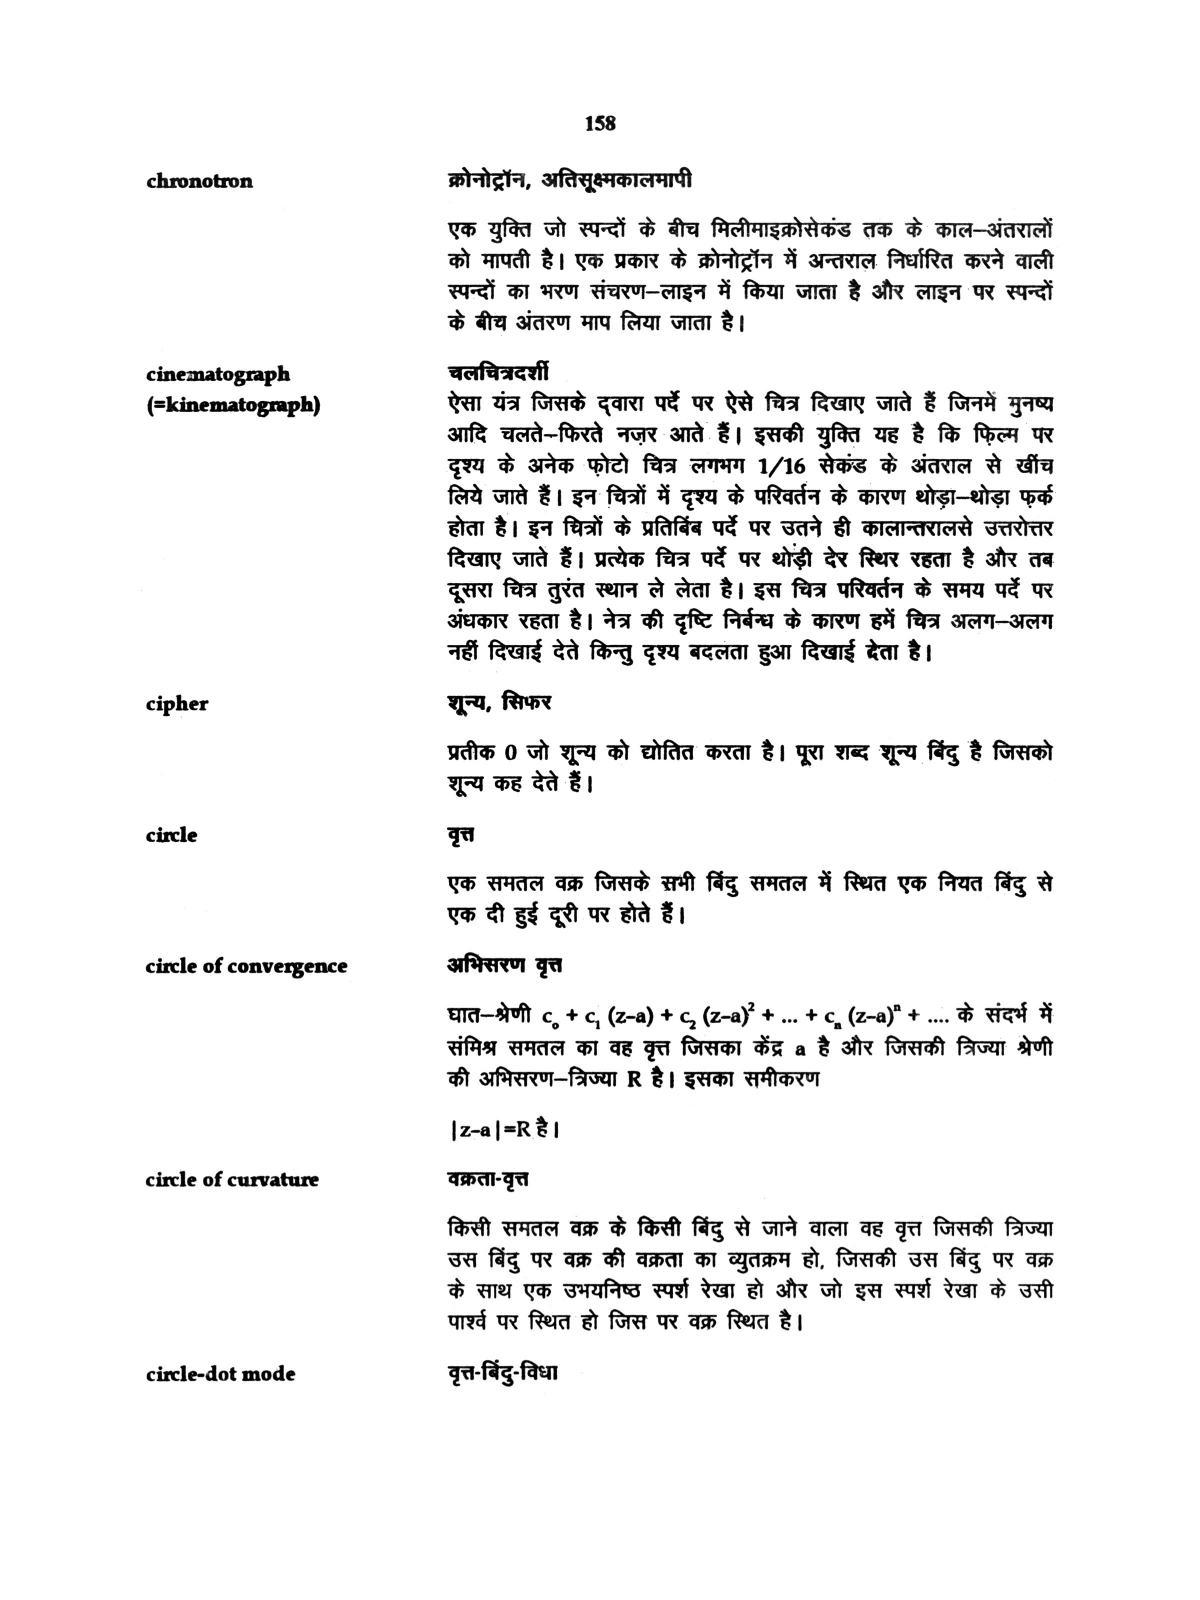 158
chronotron क्रोनोट्रॉन, अतिसूक्ष्मकालमापी
एक युक्ति जो स्पन्दों के बीच मिलीमाइक्रोसेकंड तक के काल–अंतरालों
को मापती है। एक प्रकार के क्रोनोट्रॉन में अन्तराल निर्धारित करने वाली
स्पन्दों का भरण संचरण–लाइन में किया जाता है और लाइन पर स्पन्दों
के बीच अंतरण माप लिया जाता है।
cinematograph चलचित्रदर्शी
(=kinematograph) ऐसा यंत्र जिसके द्वारा पर्दे पर ऐसे चित्र दिखाए जाते हैं जिनमें मुनष्य
आदि चलते–फिरते नज़र आते हैं। इसकी युक्ति यह है कि फ़िल्म पर
दृश्य के अनेक फ़ोटो चित्र लगभग 1/16 सेकंड के अंतराल से खींच
लिये जाते हैं। इन चित्रों में दृश्य के परिवर्तन के कारण थोड़ा–थोड़ा फ़र्क
होता है। इन चित्रों के प्रतिबिंब पर्दे पर उतने ही कालान्तरालसे उत्तरोत्तर
दिखाए जाते हैं। प्रत्येक चित्र पर्दे पर थोड़ी देर स्थिर रहता है और तब
दूसरा चित्र तुरंत स्थान ले लेता है। इस चित्र परिवर्तन के समय पर्दे पर
अंधकार रहता है। नेत्र की दृष्टि निर्बन्ध के कारण हमें चित्र अलग–अलग
नहीं दिखाई देते किन्तु दृश्य बदलता हुआ दिखाई देता है।
cipher शून्य, सिफर
प्रतीक 0 जो शून्य को द्योतित करता है। पूरा शब्द शून्य बिंदु है जिसको
शून्य कह देते हैं।
circle वृत्त
एक समतल वक्र जिसके सभी बिंदु समतल में स्थित एक नियत बिंदु से
एक दी हुई दूरी पर होते हैं।
circle of convergence अभिसरण वृत्त
घात–श्रेणी c₀ + c₁ (z–a) + c₂ (z–a)² + ... + cₙ (z–a)ⁿ + .... के संदर्भ में
संमिश्र समतल का वह वृत्त जिसका केंद्र a है और जिसकी त्रिज्या श्रेणी
की अभिसरण–त्रिज्या R है। इसका समीकरण
|z–a|=R है।
circle of curvature वक्रता-वृत्त
किसी समतल वक्र के किसी बिंदु से जाने वाला वह वृत्त जिसकी त्रिज्या
उस बिंदु पर वक्र की वक्रता का व्युतक्रम हो, जिसकी उस बिंदु पर वक्र
के साथ एक उभयनिष्ठ स्पर्श रेखा हो और जो इस स्पर्श रेखा के उसी
पार्श्व पर स्थित हो जिस पर वक्र स्थित है।
circle-dot mode वृत्त-बिंदु-विधा